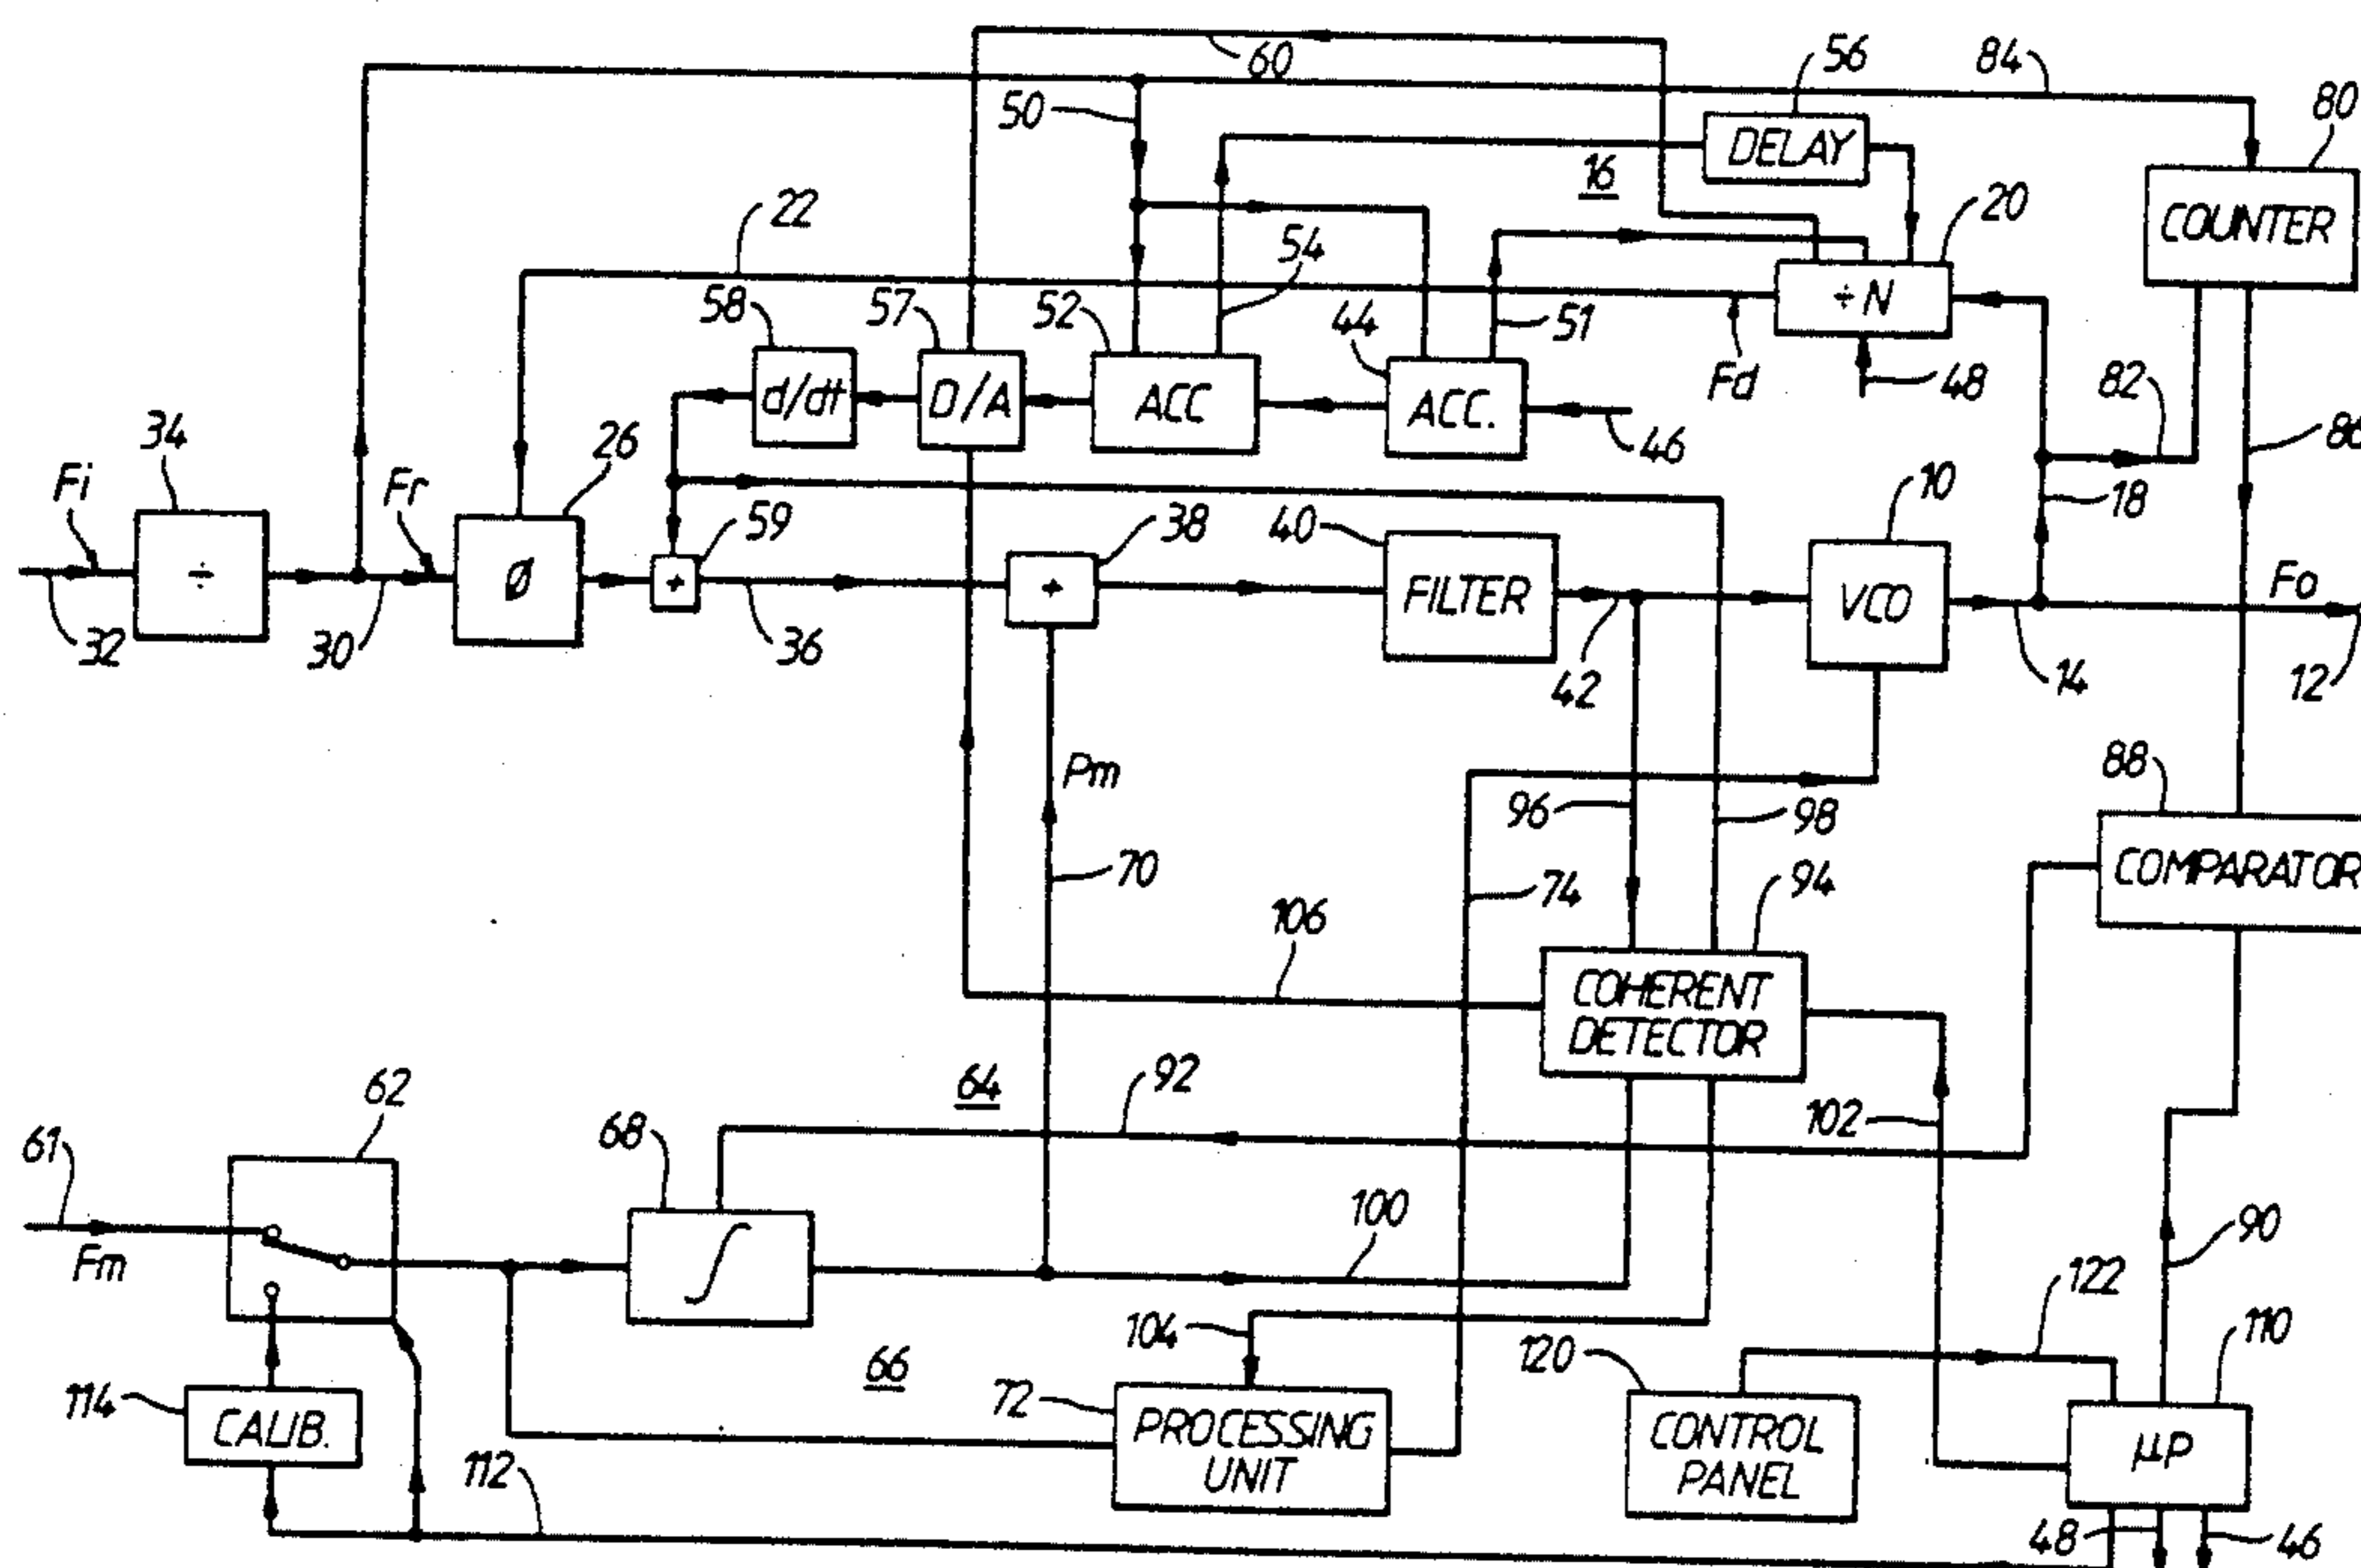 60
56
84
80
50
DELAY
16
COUNTER
22
54
20
58
57
52
44
51
÷N
Fd
48
82
86
d/dt
D/A
ACC
ACC.
46
34
26
Fi
Fr
59
38
40
10
18
÷
Ø
+
+
FILTER
VCO
Fo
32
30
36
42
14
12
Pm
96
98
88
70
74
94
COMPARATOR
106
COHERENT
DETECTOR
62
64
92
102
61
68
Fm
∫
100
90
122
104
120
110
66
114
CALIB.
72
PROCESSING
UNIT
CONTROL
PANEL
μP
112
48
46